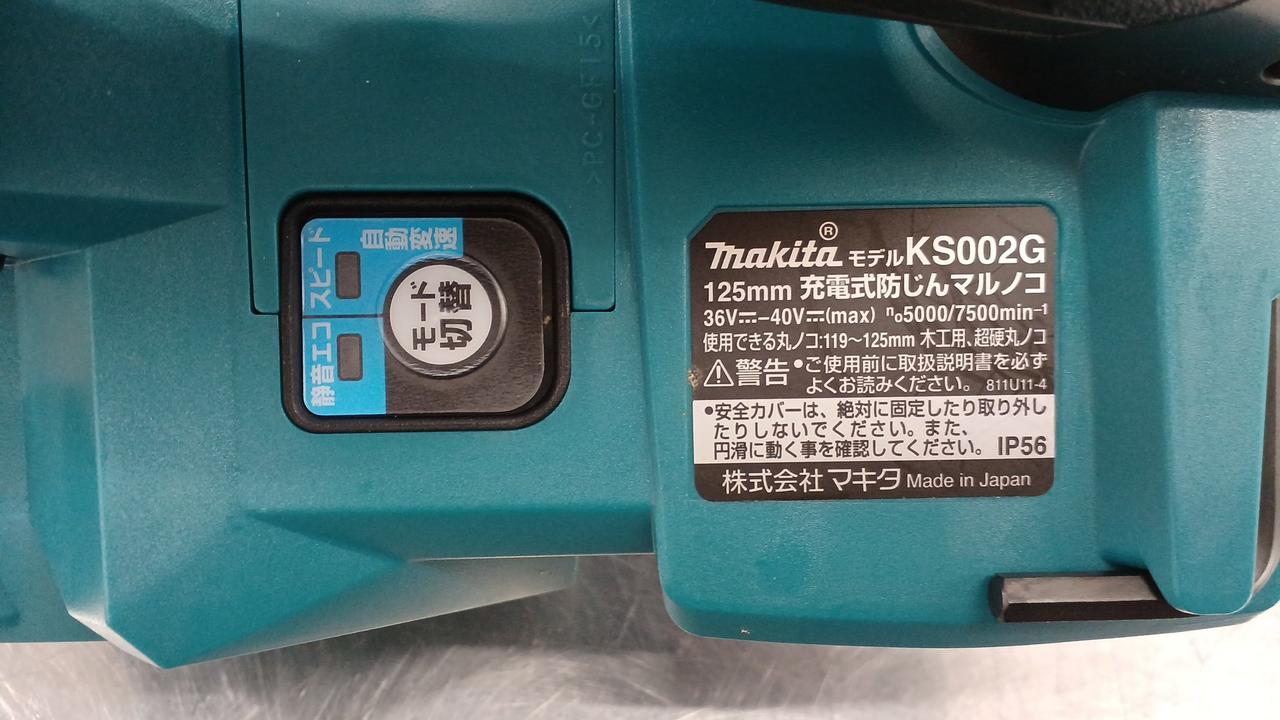 >PC-GF15<
自動変速
スピード
静音エコ
モード
切替
makita® モデルKS002G
125mm 充電式防じんマルノコ
36V⎓-40V⎓(max) n₀5000/7500min⁻¹
使用できる丸ノコ:119〜125mm 木工用、超硬丸ノコ
⚠警告 •ご使用前に取扱説明書を必ず
よくお読みください。 811U11-4
•安全カバーは、絶対に固定したり取り外し
たりしないでください。また、
円滑に動く事を確認してください。 IP56
株式会社マキタ Made in Japan